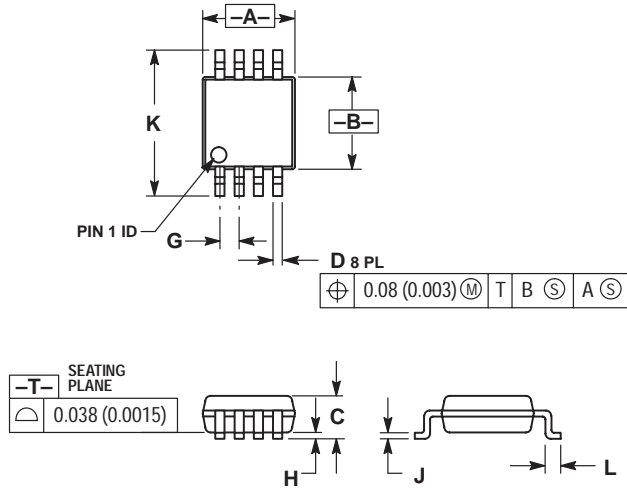 –A–
K
–B–
PIN 1 ID
G
D 8 PL
⌖ 0.08 (0.003) Ⓜ T B Ⓢ A Ⓢ
SEATING
–T– PLANE
⌓ 0.038 (0.0015)
C
H
J
L